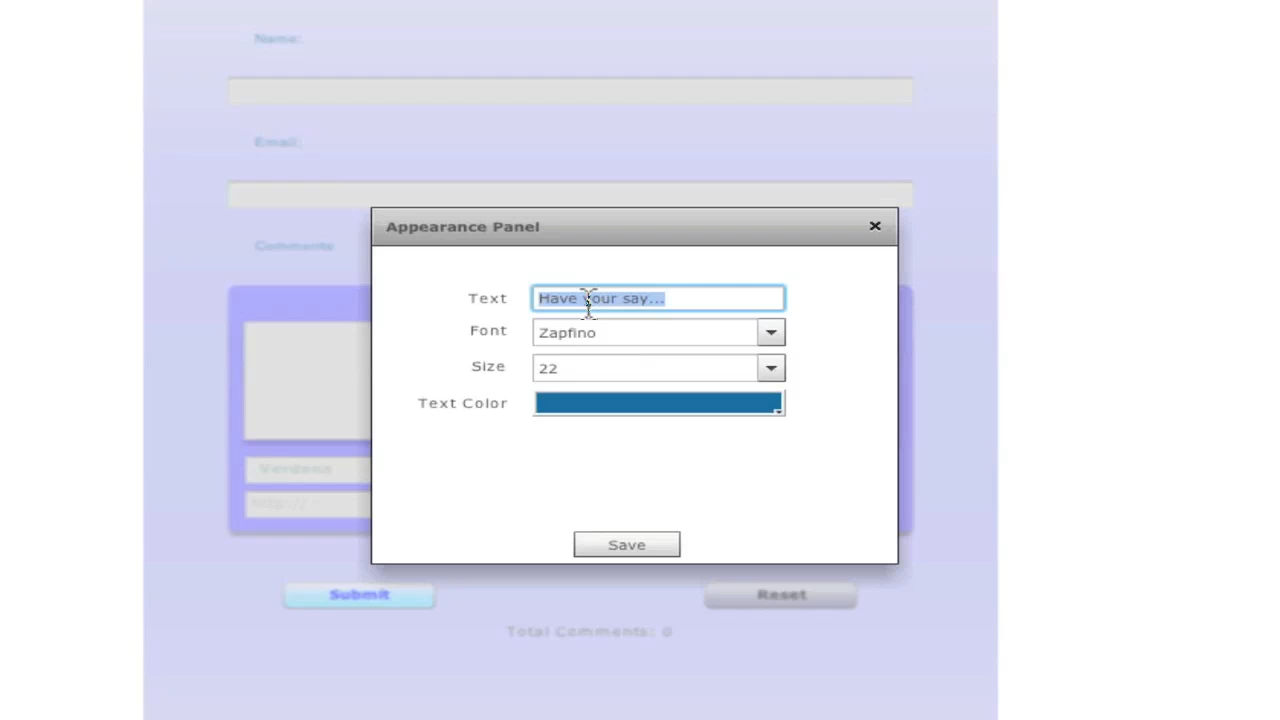 Name:
Email:
Comments
Appearance Panel
Text Have your say...
Font Zapfino
Size 22
Text Color
Verdana
http://
Save
Submit Reset
Total Comments: 0